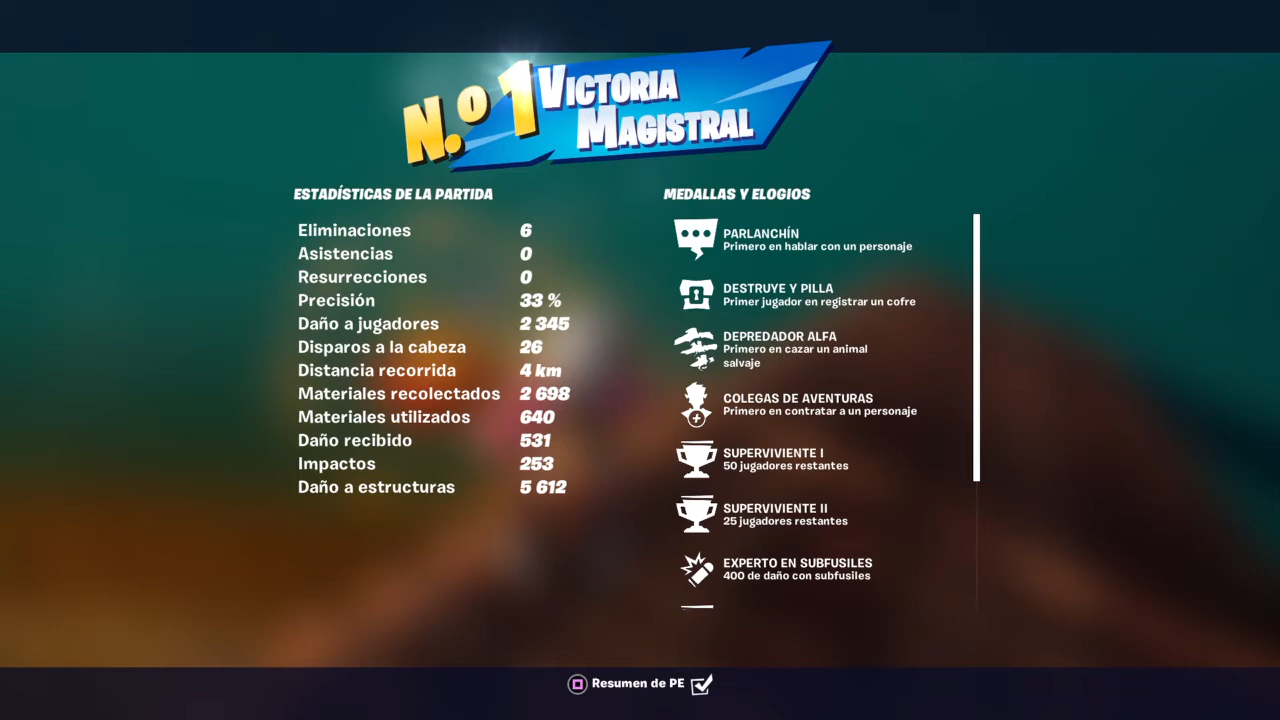 N.º 1 VICTORIA
MAGISTRAL
ESTADÍSTICAS DE LA PARTIDA
Eliminaciones 6
Asistencias 0
Resurrecciones 0
Precisión 33 %
Daño a jugadores 2 345
Disparos a la cabeza 26
Distancia recorrida 4 km
Materiales recolectados 2 698
Materiales utilizados 640
Daño recibido 531
Impactos 253
Daño a estructuras 5 612
MEDALLAS Y ELOGIOS
PARLANCHÍN
Primero en hablar con un personaje
DESTRUYE Y PILLA
Primer jugador en registrar un cofre
DEPREDADOR ALFA
Primero en cazar un animal
salvaje
COLEGAS DE AVENTURAS
Primero en contratar a un personaje
SUPERVIVIENTE I
50 jugadores restantes
SUPERVIVIENTE II
25 jugadores restantes
EXPERTO EN SUBFUSILES
400 de daño con subfusiles
Resumen de PE